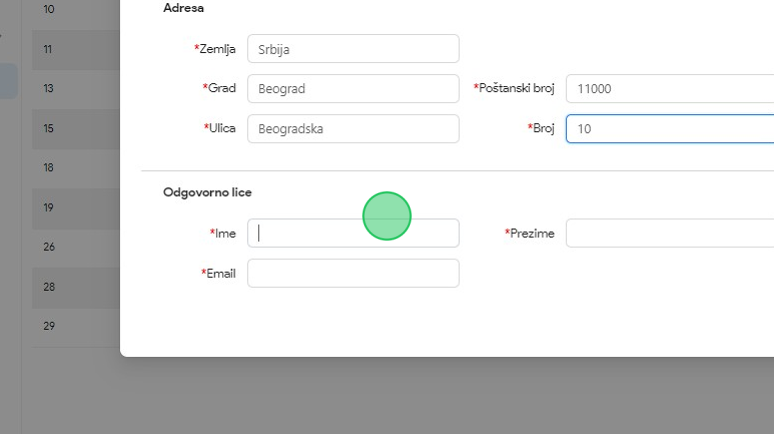 10
11
13
15
18
19
26
28
29
Adresa
*Zemlja Srbija
*Grad Beograd *Poštanski broj 11000
*Ulica Beogradska *Broj 10
Odgovorno lice
*Ime *Prezime
*Email